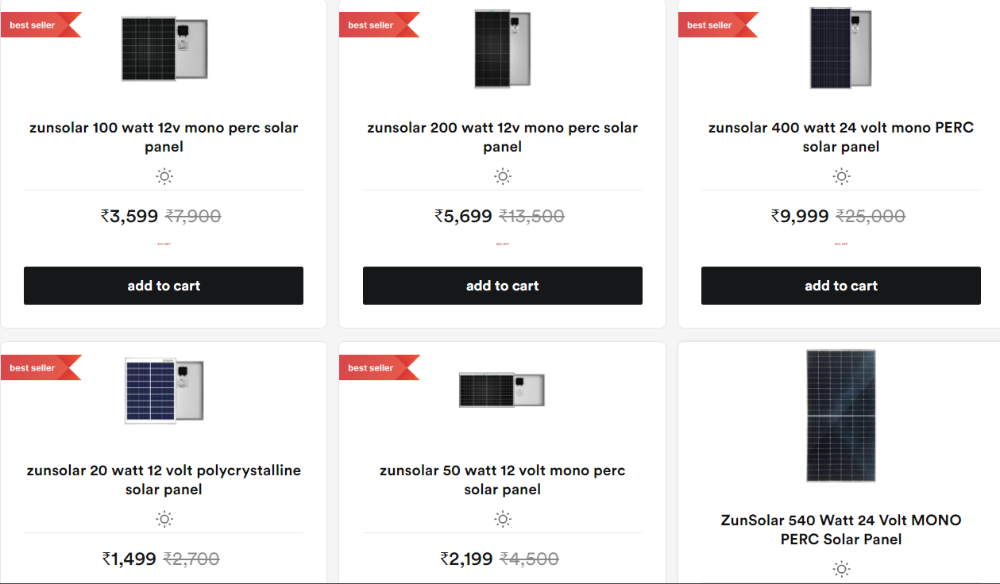 best seller
best seller
best seller
zunsolar 100 watt 12v mono perc solar
panel
zunsolar 200 watt 12v mono perc solar
panel
zunsolar 400 watt 24 volt mono PERC
solar panel
₹3,599 ₹7,900
₹5,699 ₹13,500
₹9,999 ₹25,000
60% OFF
add to cart
add to cart
add to cart
best seller
best seller
zunsolar 20 watt 12 volt polycrystalline
solar panel
zunsolar 50 watt 12 volt mono perc
solar panel
ZunSolar 540 Watt 24 Volt MONO
PERC Solar Panel
₹1,499 ₹2,700
₹2,199 ₹4,500